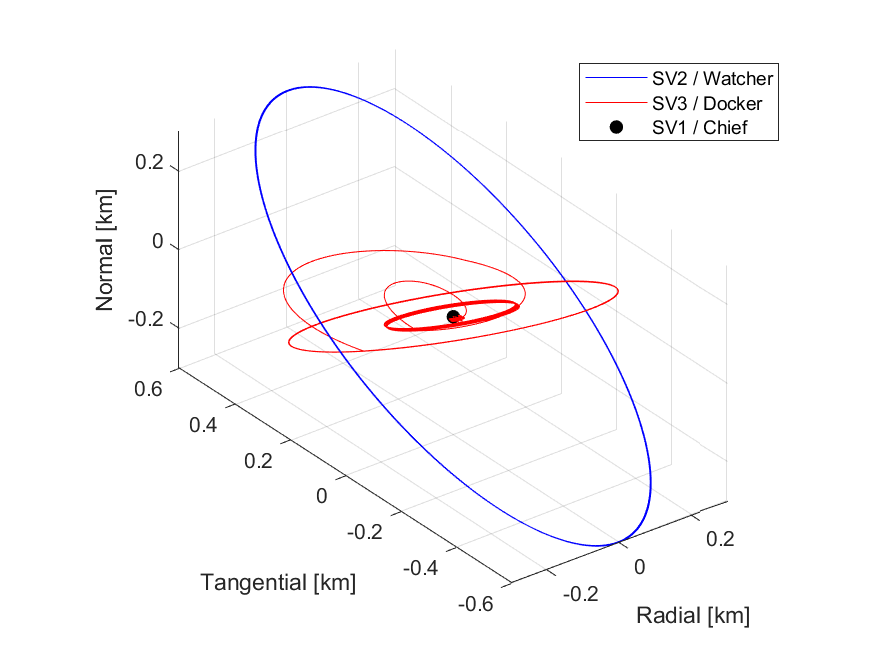 SV2 / Watcher
SV3 / Docker
SV1 / Chief
0.2
0
-0.2
Normal [km]
0.6
0.4
0.2
0
-0.2
-0.4
-0.6
Tangential [km]
-0.2
0
0.2
Radial [km]